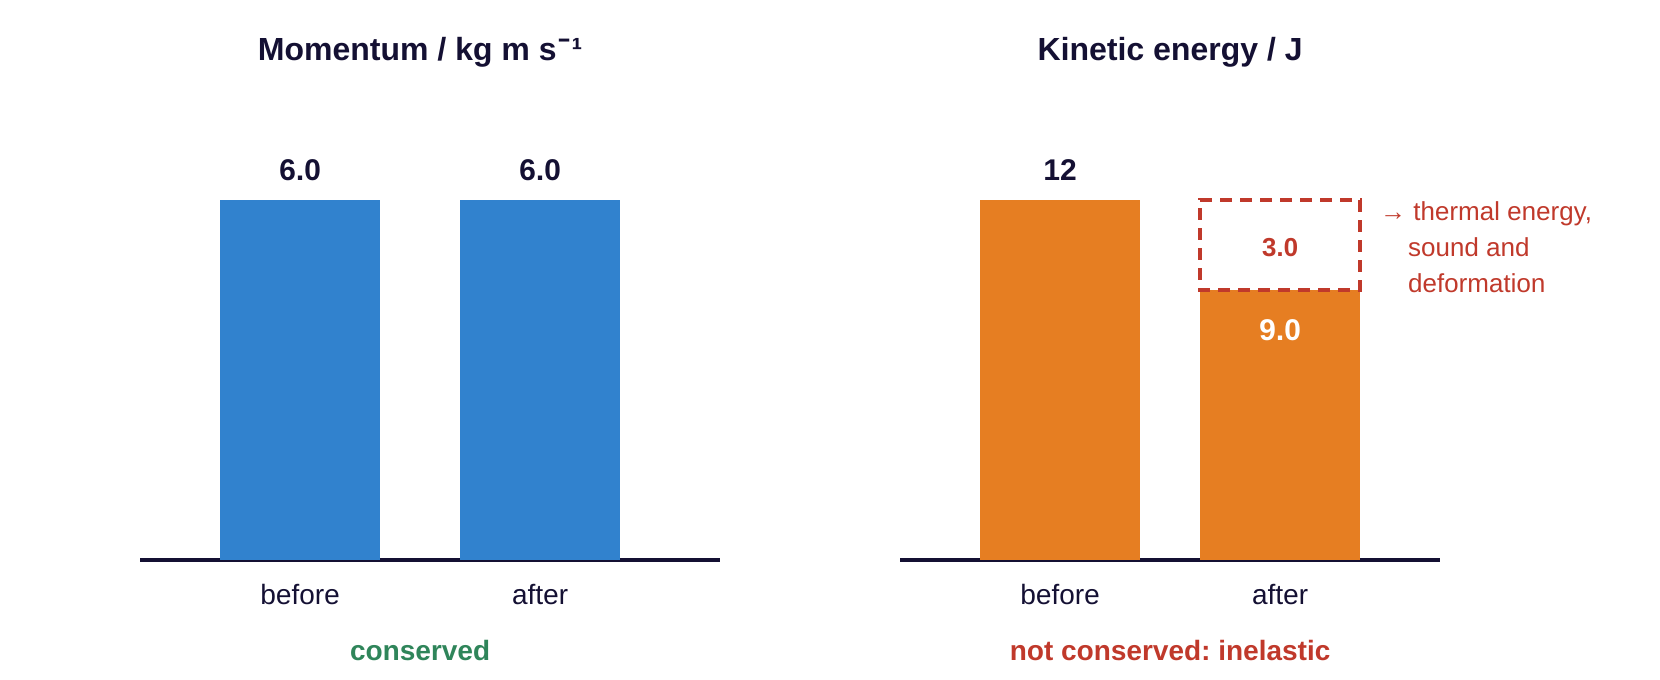 Momentum / kg m s⁻¹
6.0
6.0
before
after
conserved
Kinetic energy / J
12
3.0
9.0
→ thermal energy,
sound and
deformation
before
after
not conserved: inelastic